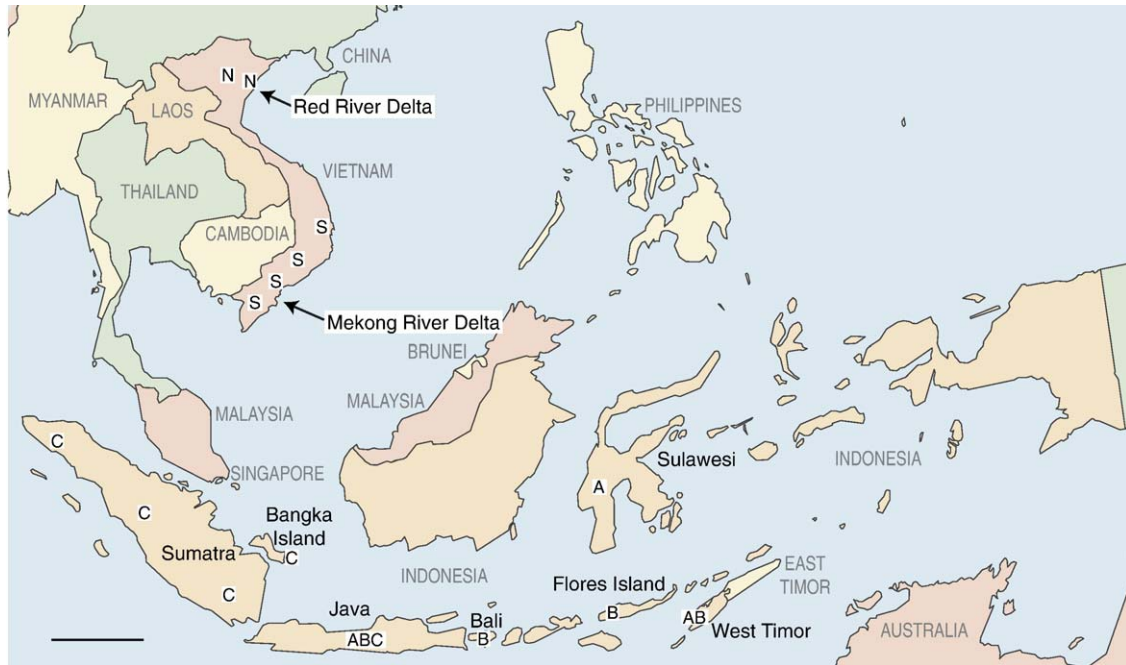 CHINA
N
N
MYANMAR
LAOS
Red River Delta
PHILIPPINES
VIETNAM
THAILAND
CAMBODIA
S
S
S
S
Mekong River Delta
BRUNEI
MALAYSIA
MALAYSIA
C
SINGAPORE
Sulawesi
INDONESIA
A
C
Bangka
Island
C
Sumatra
INDONESIA
EAST
TIMOR
Flores Island
C
Java
Bali
B
AB
West Timor
ABC
B
AUSTRALIA